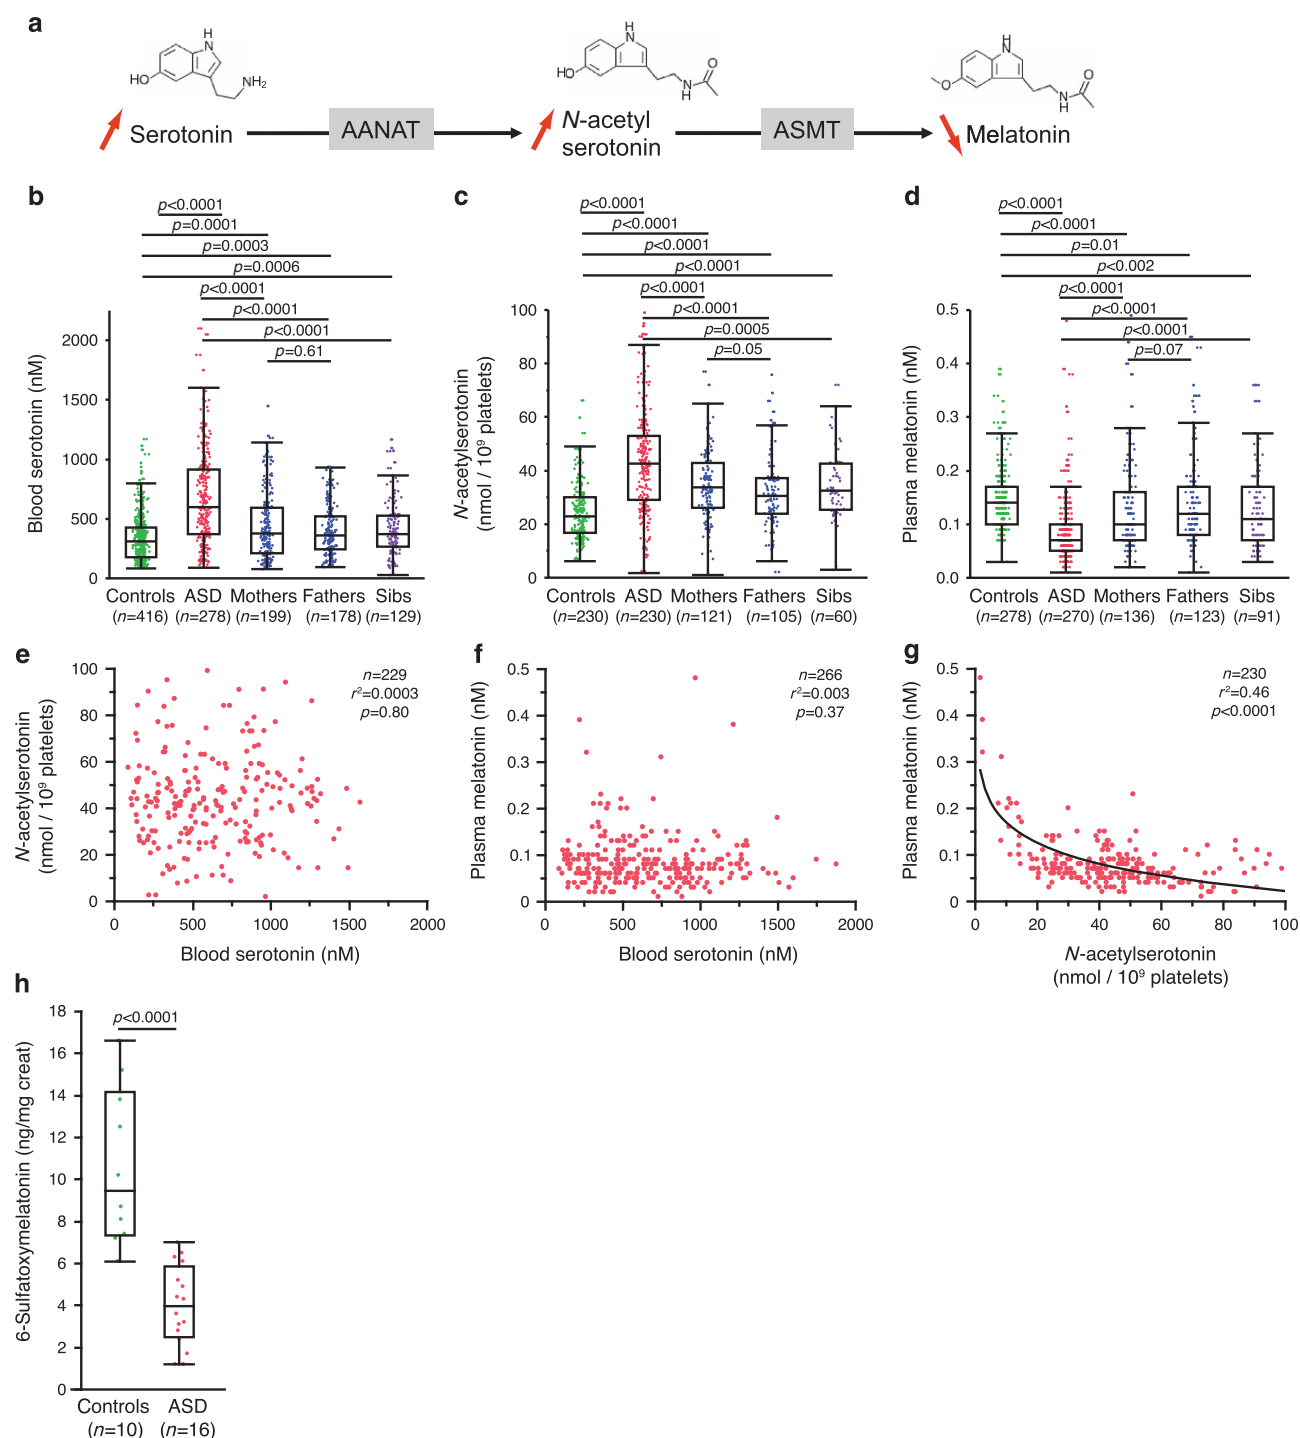 a
H
N
HO
NH₂
H
N
HO
N
H
O
H
N
O
N
H
O
Serotonin
AANAT
N-acetyl
serotonin
ASMT
Melatonin
b
p<0.0001
p=0.0001
p=0.0003
p=0.0006
p<0.0001
p<0.0001
p<0.0001
p=0.61
Blood serotonin (nM)
2000
1500
1000
500
0
Controls ASD Mothers Fathers Sibs
(n=416) (n=278) (n=199) (n=178) (n=129)
c
p<0.0001
p<0.0001
p<0.0001
p<0.0001
p<0.0001
p<0.0001
p=0.0005
p=0.05
N-acetylserotonin
(nmol / 10⁹ platelets)
100
80
60
40
20
0
Controls ASD Mothers Fathers Sibs
(n=230) (n=230) (n=121) (n=105) (n=60)
d
p<0.0001
p<0.0001
p=0.01
p<0.002
p<0.0001
p<0.0001
p<0.0001
p=0.07
Plasma melatonin (nM)
0.5
0.4
0.3
0.2
0.1
0.0
Controls ASD Mothers Fathers Sibs
(n=278) (n=270) (n=136) (n=123) (n=91)
e
n=229
r²=0.0003
p=0.80
N-acetylserotonin
(nmol / 10⁹ platelets)
100
80
60
40
20
0
0 500 1000 1500 2000
Blood serotonin (nM)
f
n=266
r²=0.003
p=0.37
Plasma melatonin (nM)
0.5
0.4
0.3
0.2
0.1
0
0 500 1000 1500 2000
Blood serotonin (nM)
g
n=230
r²=0.46
p<0.0001
Plasma melatonin (nM)
0.5
0.4
0.3
0.2
0.1
0
0 20 40 60 80 100
N-acetylserotonin
(nmol / 10⁹ platelets)
h
p<0.0001
6-Sulfatoxymelatonin (ng/mg creat)
18
16
14
12
10
8
6
4
2
0
Controls ASD
(n=10) (n=16)